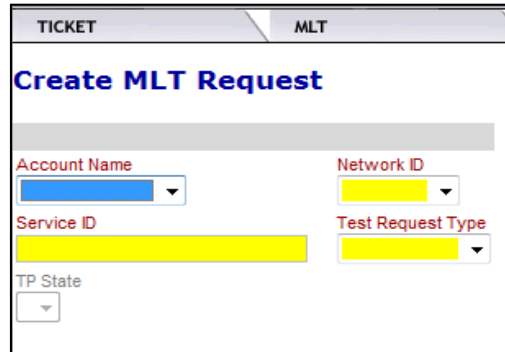 TICKET MLT
Create MLT Request
Account Name Network ID
Service ID Test Request Type
TP State